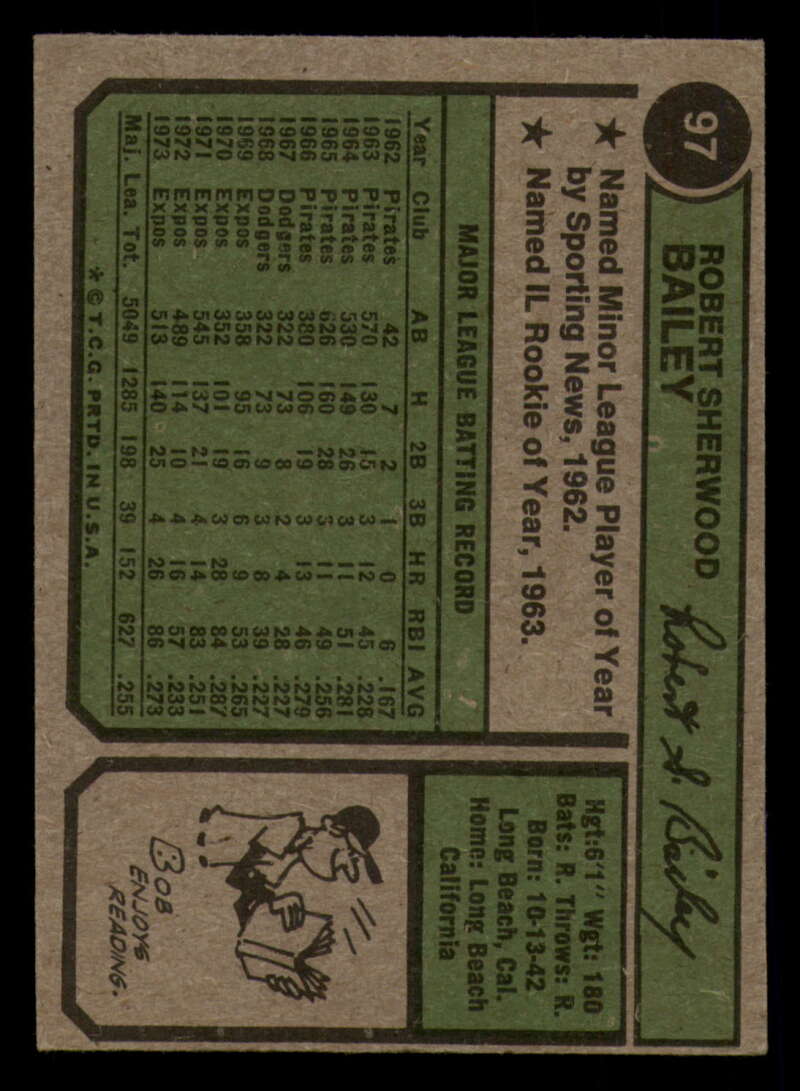 97
ROBERT SHERWOOD
BAILEY
Robert S. Bailey
★ Named Minor League Player of Year
by Sporting News, 1962.
★ Named IL Rookie of Year, 1963.
MAJOR LEAGUE BATTING RECORD
Year Club AB H 2B 3B HR RBI AVG
1962 Pirates 42 7 2 1 0 6 .167
1963 Pirates 570 130 15 3 12 45 .228
1964 Pirates 530 149 26 3 11 51 .281
1965 Pirates 626 160 28 3 11 49 .256
1966 Pirates 380 106 19 3 13 46 .279
1967 Dodgers 322 73 8 2 4 28 .227
1968 Dodgers 322 73 9 3 8 39 .227
1969 Expos 358 95 16 6 9 53 .265
1970 Expos 352 101 19 3 28 84 .287
1971 Expos 545 137 21 4 14 83 .251
1972 Expos 489 114 10 4 16 57 .233
1973 Expos 513 140 25 4 26 86 .273
Maj. Lea. Tot. 5049 1285 198 39 152 627 .255
* © T.C.G. PRTD. IN U.S.A.
Hgt: 6'1" Wgt: 180
Bats: R. Throws: R.
Born: 10-13-42
Long Beach, Cal.
Home: Long Beach
California
BOB
ENJOYS
READING.